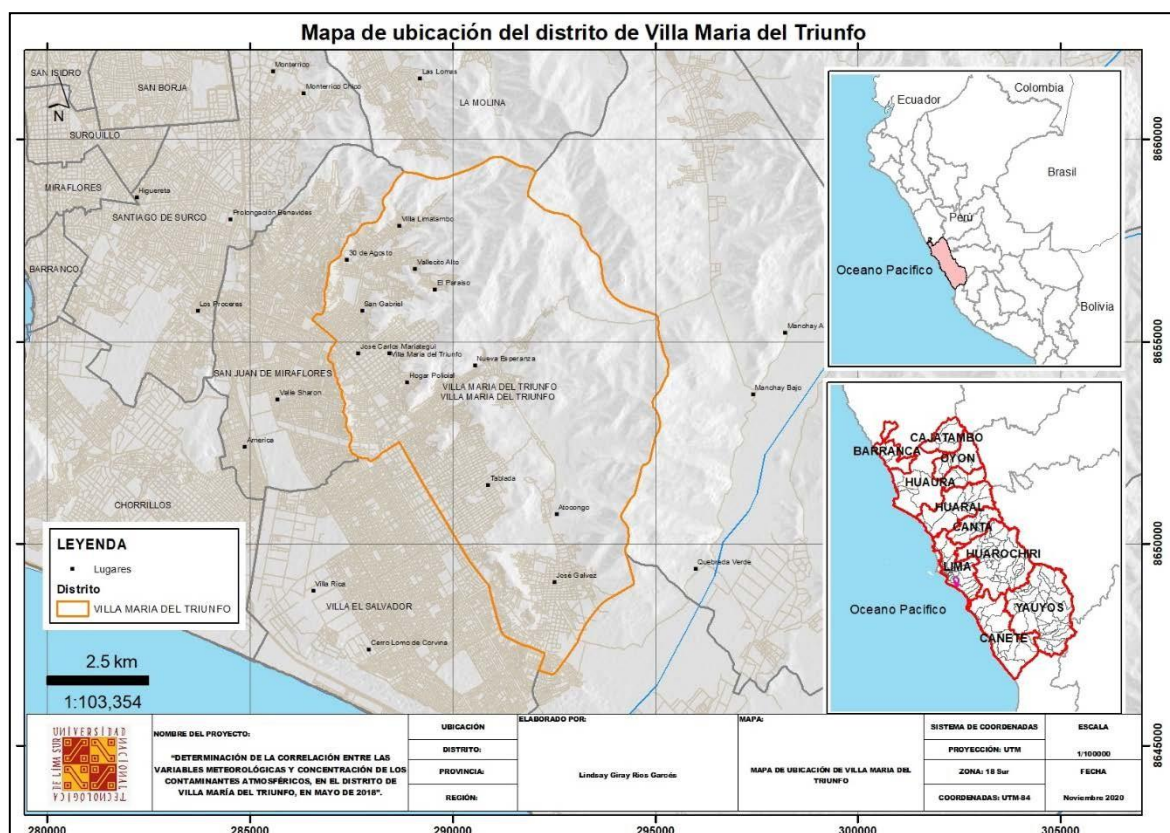 Mapa de ubicación del distrito de Villa Maria del Triunfo
SAN ISIDRO
SAN BORJA
N
SURQUILLO
MIRAFLORES
SANTIAGO DE SURCO
BARRANCO
Monterrico
Monterrico Chico
Las Lomas
LA MOLINA
Higuereta
Prolongación Benavides
Los Proceres
Villa Limatambo
30 de Agosto
Vallecito Alto
El Paraiso
San Gabriel
José Carlos Mariategui
Villa Maria del Triunfo
Nueva Esperanza
Hogar Policial
VILLA MARIA DEL TRIUNFO
VILLA MARIA DEL TRIUNFO
SAN JUAN DE MIRAFLORES
Valle Sharon
America
CHORRILLOS
Manchay A
Manchay Bajo
Tablada
Atocongo
José Galvez
Quebrada Verde
Villa Rica
VILLA EL SALVADOR
Cerro Lomo de Corvina
LEYENDA
Lugares
Distrito
VILLA MARIA DEL TRIUNFO
2.5 km
1:103,354
Ecuador
Colombia
Brasil
Perú
Oceano Pacífico
Bolivia
CAJATAMBO
BARRANCA
OYON
HUAURA
HUARAL
CANTA
HUAROCHIRI
LIMA
YAUYOS
CAÑETE
Oceano Pacífico
8660000
8655000
8650000
8645000
UNIVERSIDAD
NACIONAL
TECNOLÓGICA
DE LIMA SUR
NOMBRE DEL PROYECTO:
"DETERMINACIÓN DE LA CORRELACIÓN ENTRE LAS
VARIABLES METEOROLÓGICAS Y CONCENTRACIÓN DE LOS
CONTAMINANTES ATMOSFÉRICOS, EN EL DISTRITO DE
VILLA MARÍA DEL TRIUNFO, EN MAYO DE 2018".
UBICACIÓN
DISTRITO:
PROVINCIA:
REGIÓN:
ELABORADO POR:
Lindsay Giray Rios Garcés
MAPA:
MAPA DE UBICACIÓN DE VILLA MARIA DEL
TRIUNFO
SISTEMA DE COORDENADAS
PROYECCIÓN: UTM
ZONA: 18 Sur
COORDENADAS: UTM-84
ESCALA
1/100000
FECHA
Noviembre 2020
280000
285000
290000
295000
300000
305000